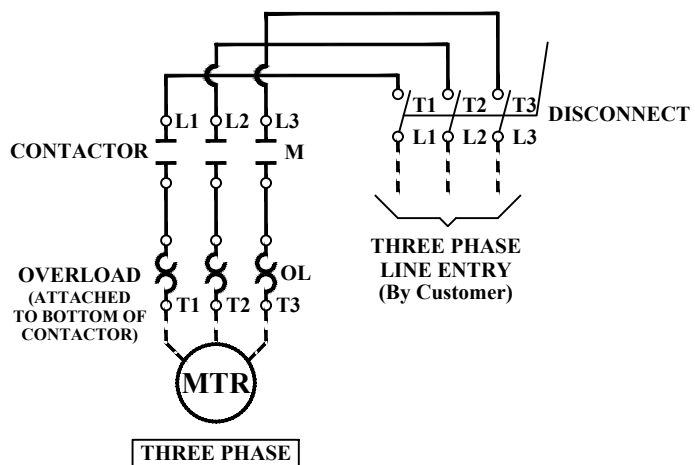 T1 T2 T3
DISCONNECT
L1 L2 L3
L1 L2 L3
CONTACTOR
M
THREE PHASE
LINE ENTRY
(By Customer)
OVERLOAD
(ATTACHED
TO BOTTOM OF
CONTACTOR)
OL
T1 T2 T3
MTR
THREE PHASE